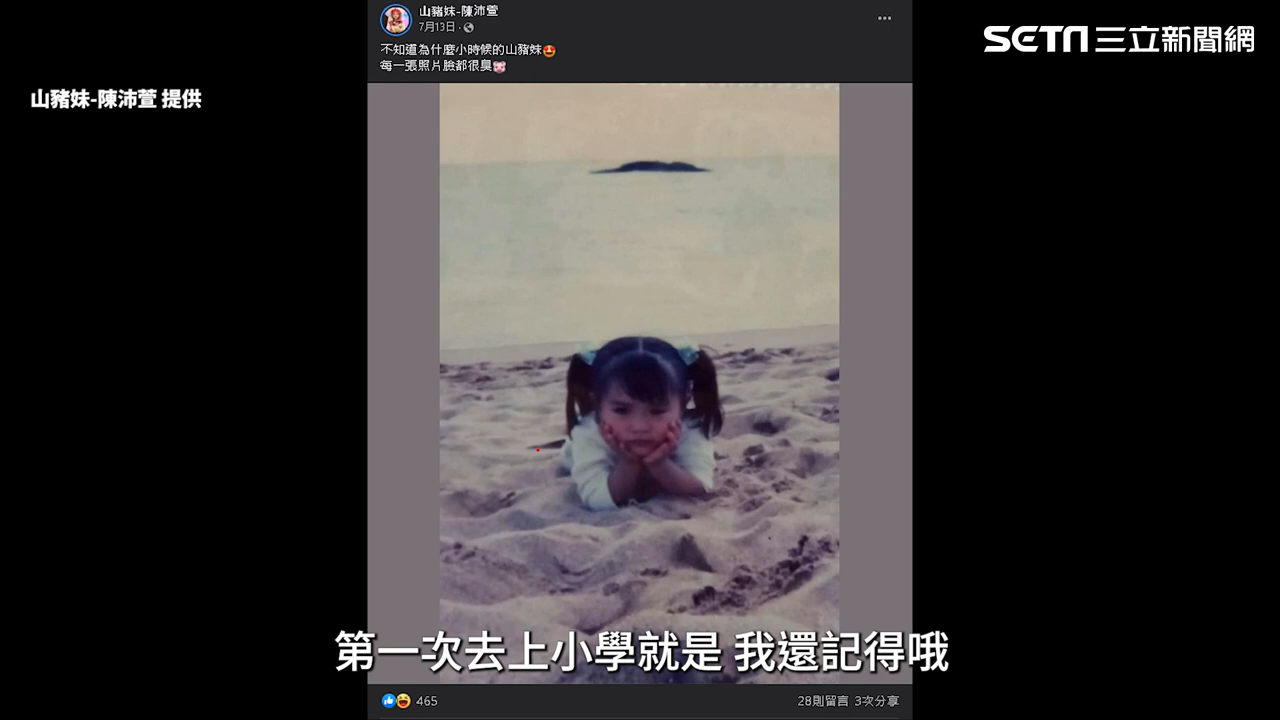 山豬妹-陳沛萱
7月13日
不知道為什麼小時候的山豬妹
每一張照片臉都很臭
SETN三立新聞網
山豬妹-陳沛萱 提供
第一次去上小學就是 我還記得哦
465
28則留言 3次分享